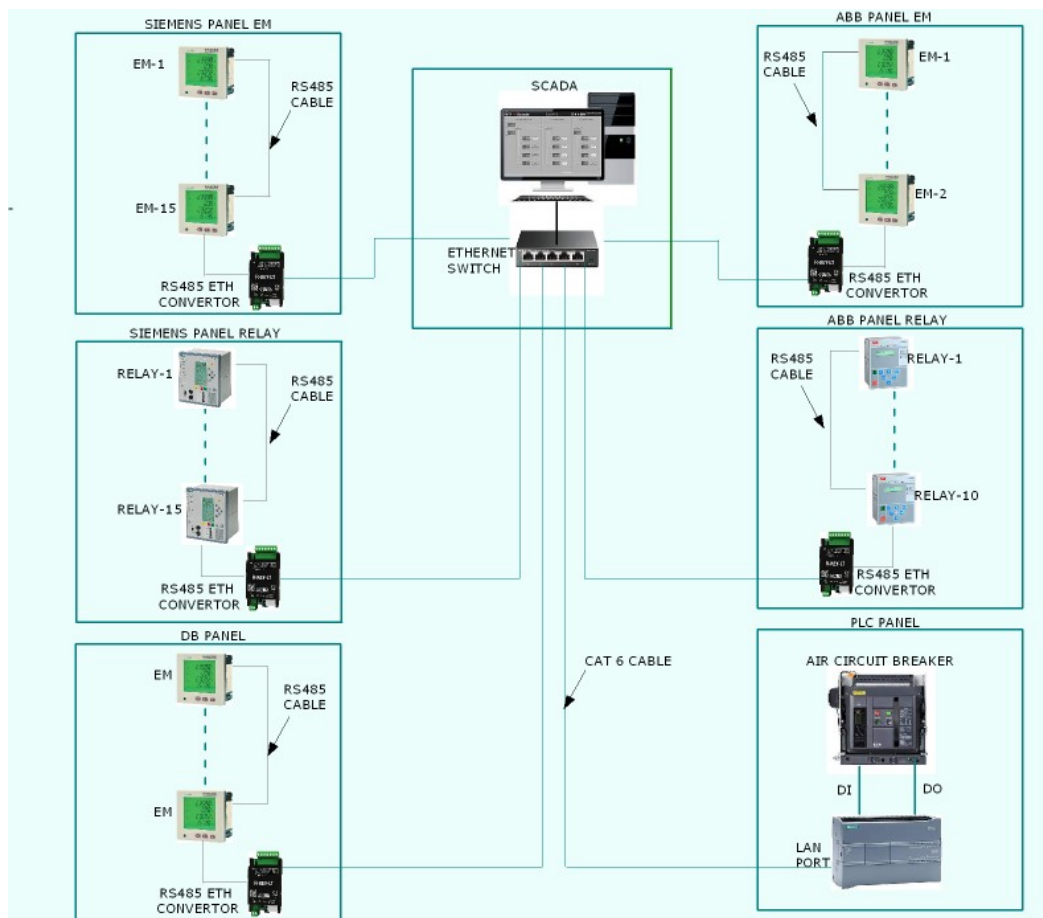 SIEMENS PANEL EM
EM-1
RS485
CABLE
EM-15
RS485 ETH
CONVERTOR
SCADA
ETHERNET
SWITCH
ABB PANEL EM
RS485
CABLE
EM-1
EM-2
RS485 ETH
CONVERTOR
SIEMENS PANEL RELAY
RELAY-1
RS485
CABLE
RELAY-15
RS485 ETH
CONVERTOR
ABB PANEL RELAY
RS485
CABLE
RELAY-1
RELAY-10
RS485 ETH
CONVERTOR
DB PANEL
EM
RS485
CABLE
EM
RS485 ETH
CONVERTOR
CAT 6 CABLE
PLC PANEL
AIR CIRCUIT BREAKER
DI
DO
LAN
PORT